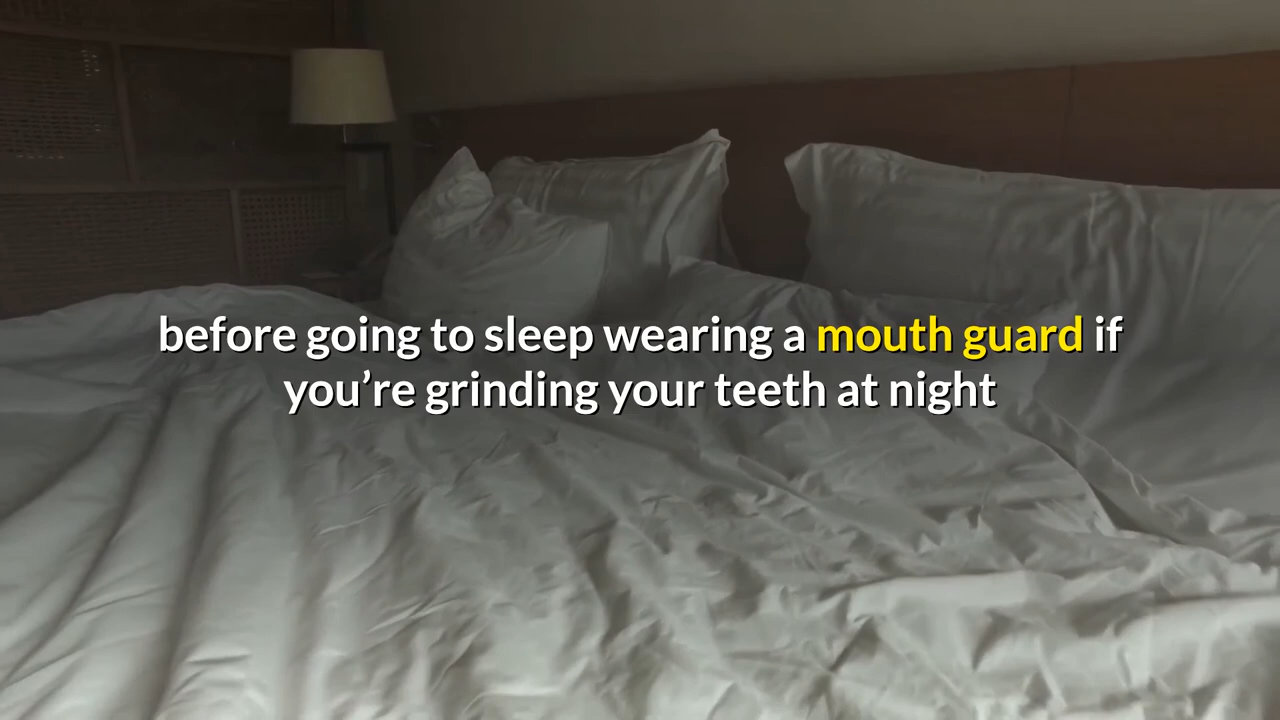 before going to sleep wearing a mouth guard if
you’re grinding your teeth at night